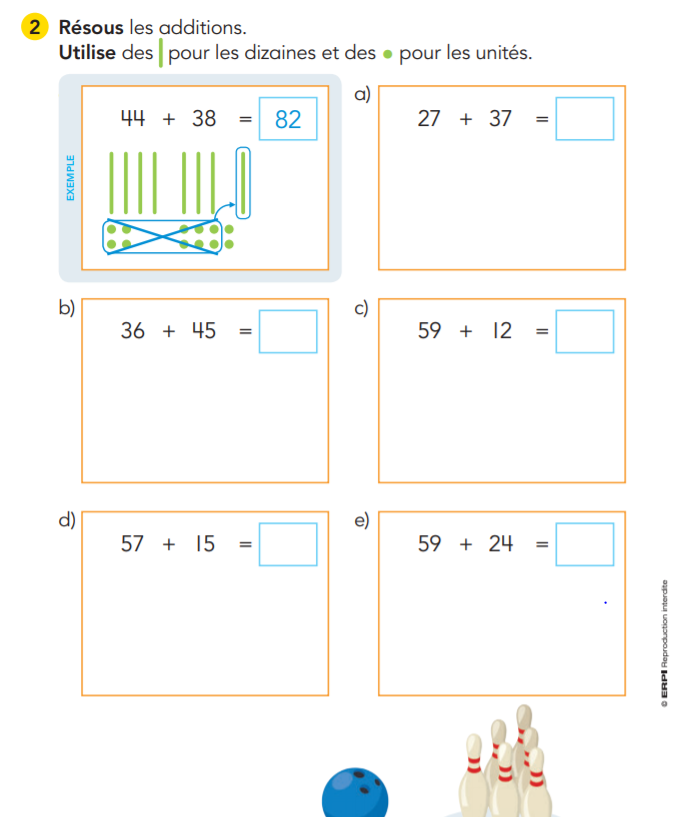 2 Résous les additions.
Utilise des | pour les dizaines et des • pour les unités.
EXEMPLE
44 + 38 = 82
a) 27 + 37 =
b) 36 + 45 =
c) 59 + 12 =
d) 57 + 15 =
e) 59 + 24 =
© ERPI Reproduction interdite